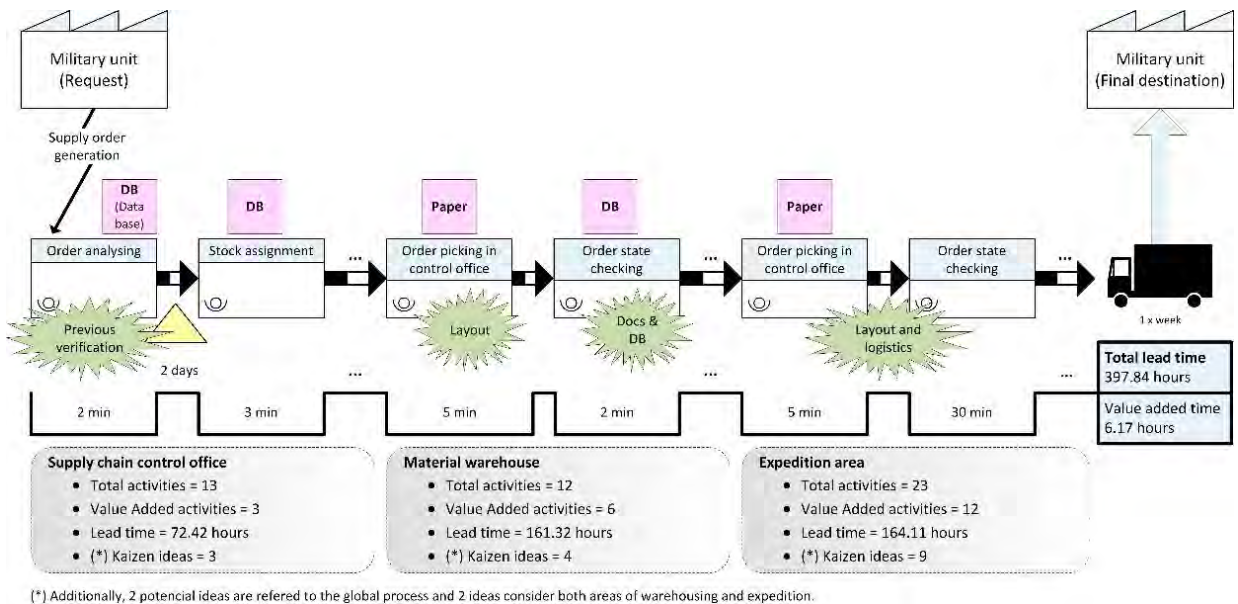 Military unit
(Request)
Military unit
(Final destination)
Supply order
generation
DB
(Data
base)
DB
Paper
DB
Paper
Order analysing
Stock assignment
...
Order picking in
control office
Order state
checking
...
Order picking in
control office
Order state
checking
...
Previous
verification
Layout
Docs &
DB
Layout and
logistics
1 x week
2 days
...
...
...
2 min
3 min
5 min
2 min
5 min
30 min
Total lead time
397.84 hours
Value added time
6.17 hours
Supply chain control office
• Total activities = 13
• Value Added activities = 3
• Lead time = 72.42 hours
• (*) Kaizen ideas = 3
Material warehouse
• Total activities = 12
• Value Added activities = 6
• Lead time = 161.32 hours
• (*) Kaizen ideas = 4
Expedition area
• Total activities = 23
• Value Added activities = 12
• Lead time = 164.11 hours
• (*) Kaizen ideas = 9
(*) Additionally, 2 potencial ideas are refered to the global process and 2 ideas consider both areas of warehousing and expedition.